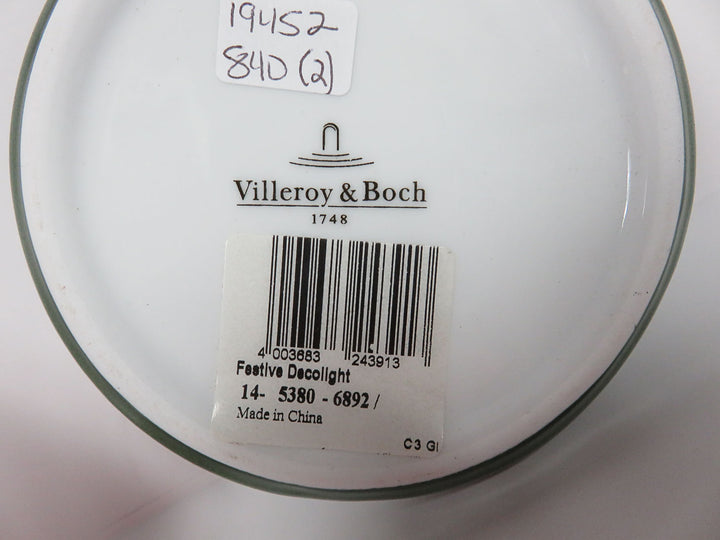 19452
840 (2)
Villeroy & Boch
1748
4 003683 243913
Festive Decolight
14- 5380 - 6892 /
Made in China
C3 GI